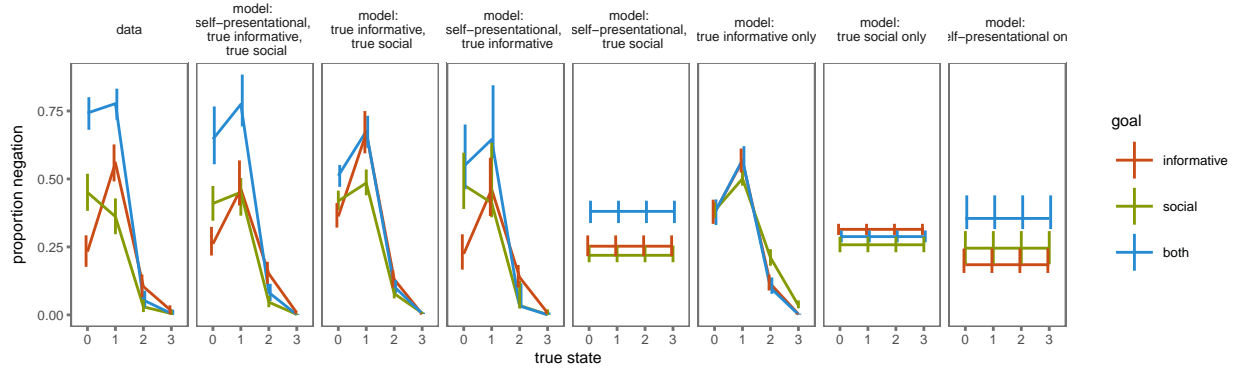 data
model:
self−presentational,
true informative,
true social
model:
true informative,
true social
model:
self−presentational,
true informative
model:
self−presentational,
true social
model:
true informative only
model:
true social only
model:
elf−presentational on
proportion negation
0.75
0.50
0.25
0.00
0 1 2 3
0 1 2 3
0 1 2 3
0 1 2 3
0 1 2 3
0 1 2 3
0 1 2 3
0 1 2 3
true state
goal
informative
social
both